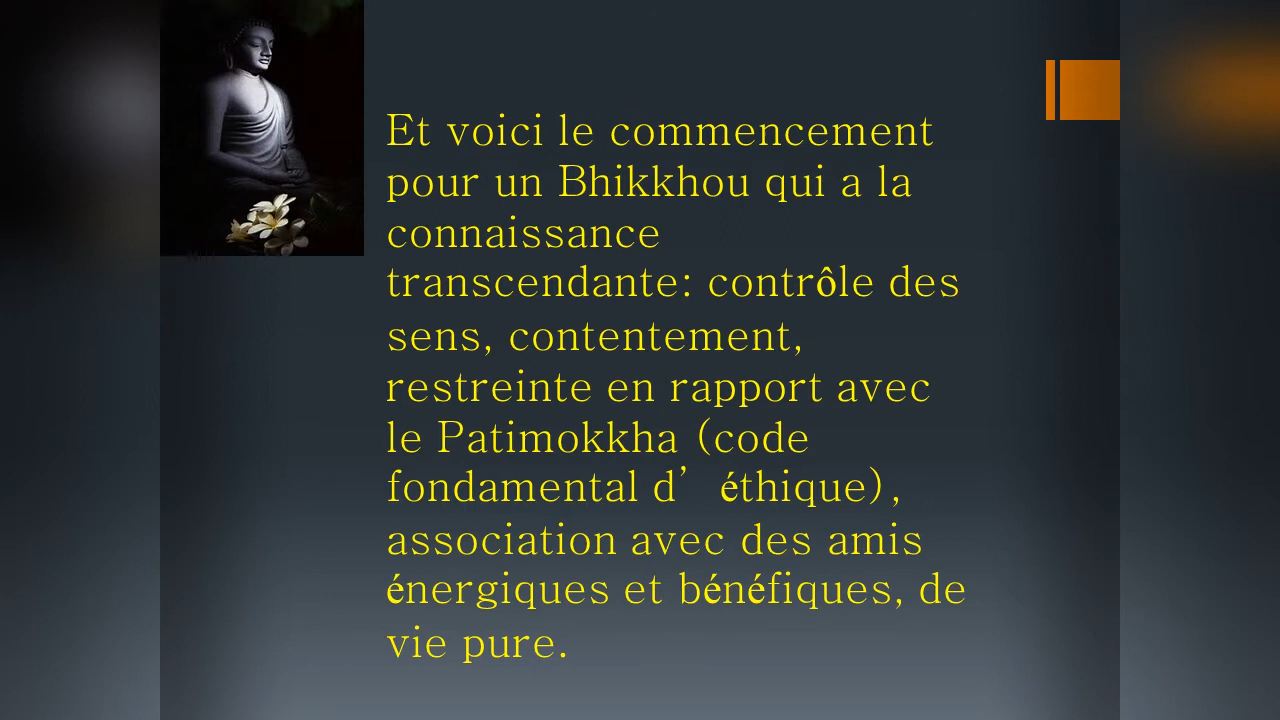 Et voici le commencement
pour un Bhikkhou qui a la
connaissance
transcendante: contrôle des
sens, contentement,
restreinte en rapport avec
le Patimokkha (code
fondamental d’éthique),
association avec des amis
énergiques et bénéfiques, de
vie pure.